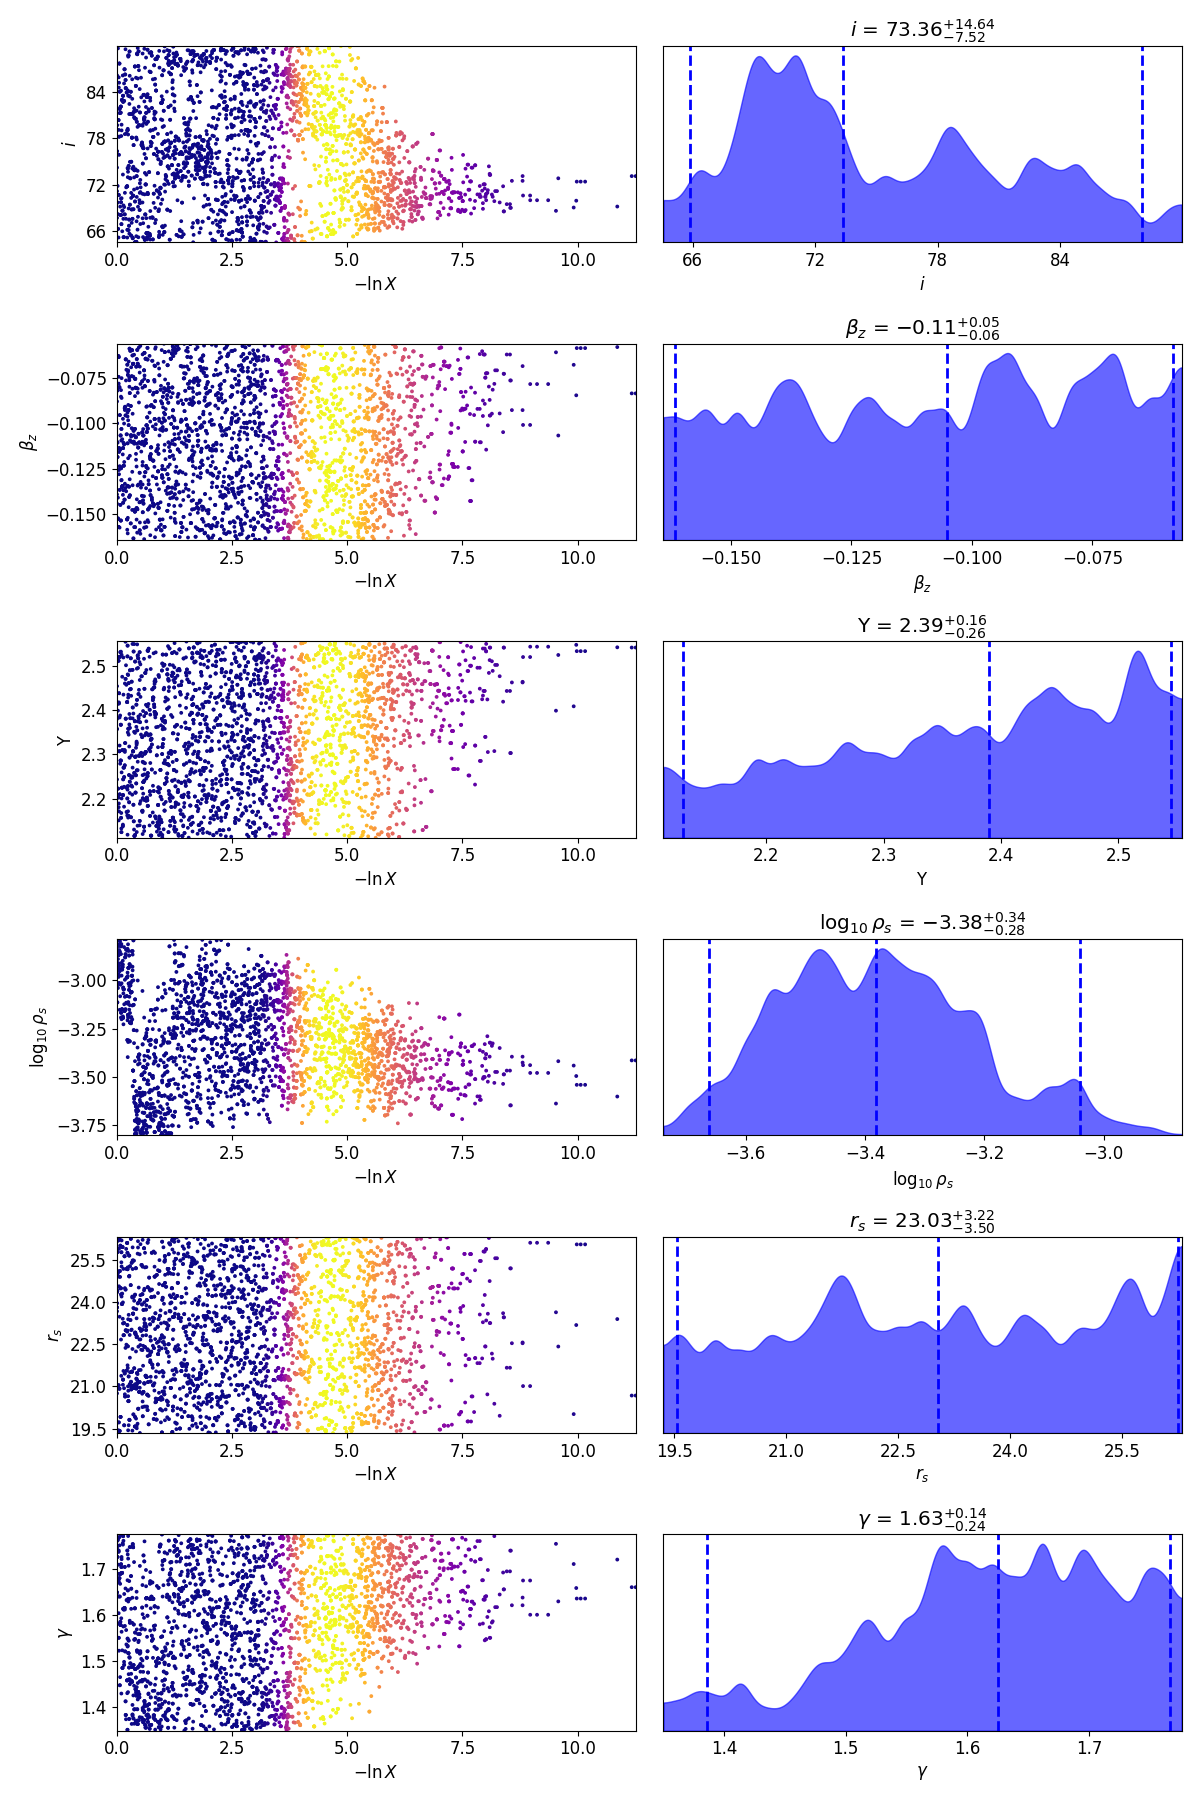 i = 73.36+14.64−7.52
84
78
72
66
i
0.0 2.5 5.0 7.5 10.0
−ln X
66 72 78 84
i
βz = −0.11+0.05−0.06
−0.075
−0.100
−0.125
−0.150
βz
0.0 2.5 5.0 7.5 10.0
−ln X
−0.150 −0.125 −0.100 −0.075
βz
Y = 2.39+0.16−0.26
2.5
2.4
2.3
2.2
Y
0.0 2.5 5.0 7.5 10.0
−ln X
2.2 2.3 2.4 2.5
Y
log10 ρs = −3.38+0.34−0.28
−3.00
−3.25
−3.50
−3.75
log10 ρs
0.0 2.5 5.0 7.5 10.0
−ln X
−3.6 −3.4 −3.2 −3.0
log10 ρs
rs = 23.03+3.22−3.50
25.5
24.0
22.5
21.0
19.5
rs
0.0 2.5 5.0 7.5 10.0
−ln X
19.5 21.0 22.5 24.0 25.5
rs
γ = 1.63+0.14−0.24
1.7
1.6
1.5
1.4
γ
0.0 2.5 5.0 7.5 10.0
−ln X
1.4 1.5 1.6 1.7
γ